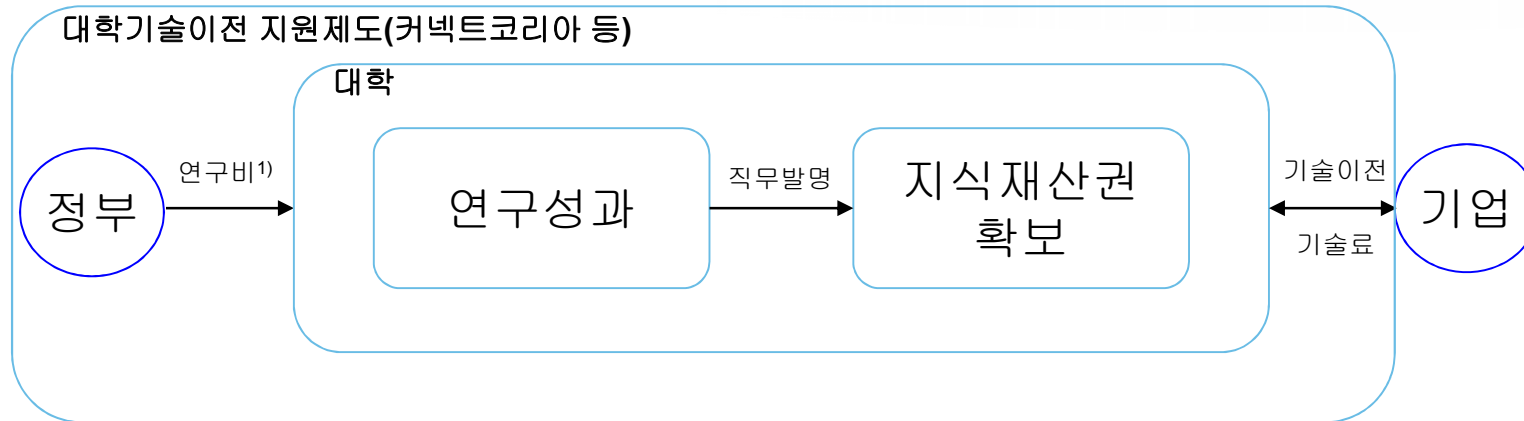 대학기술이전 지원제도(커넥트코리아 등)
대학
정부
연구비¹⁾
연구성과
직무발명
지식재산권
확보
기술이전
기술료
기업